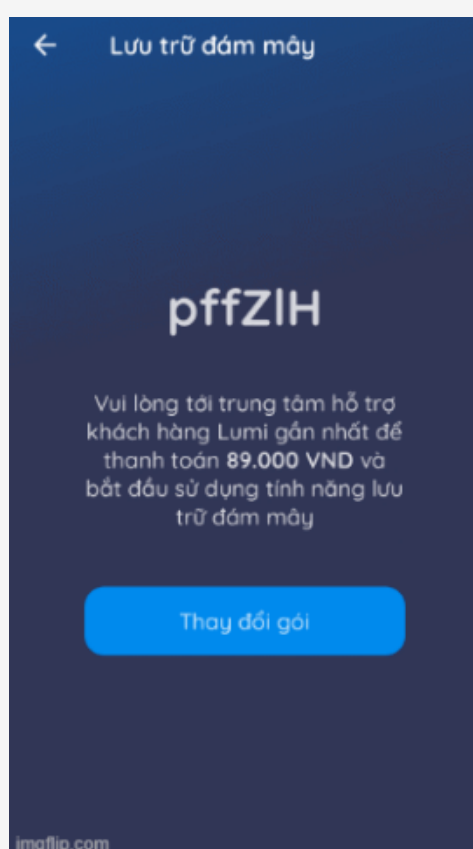 Lưu trữ đám mây
pffZlH
Vui lòng tới trung tâm hỗ trợ
khách hàng Lumi gần nhất để
thanh toán 89.000 VND và
bắt đầu sử dụng tính năng lưu
trữ đám mây
Thay đổi gói
imgflip.com